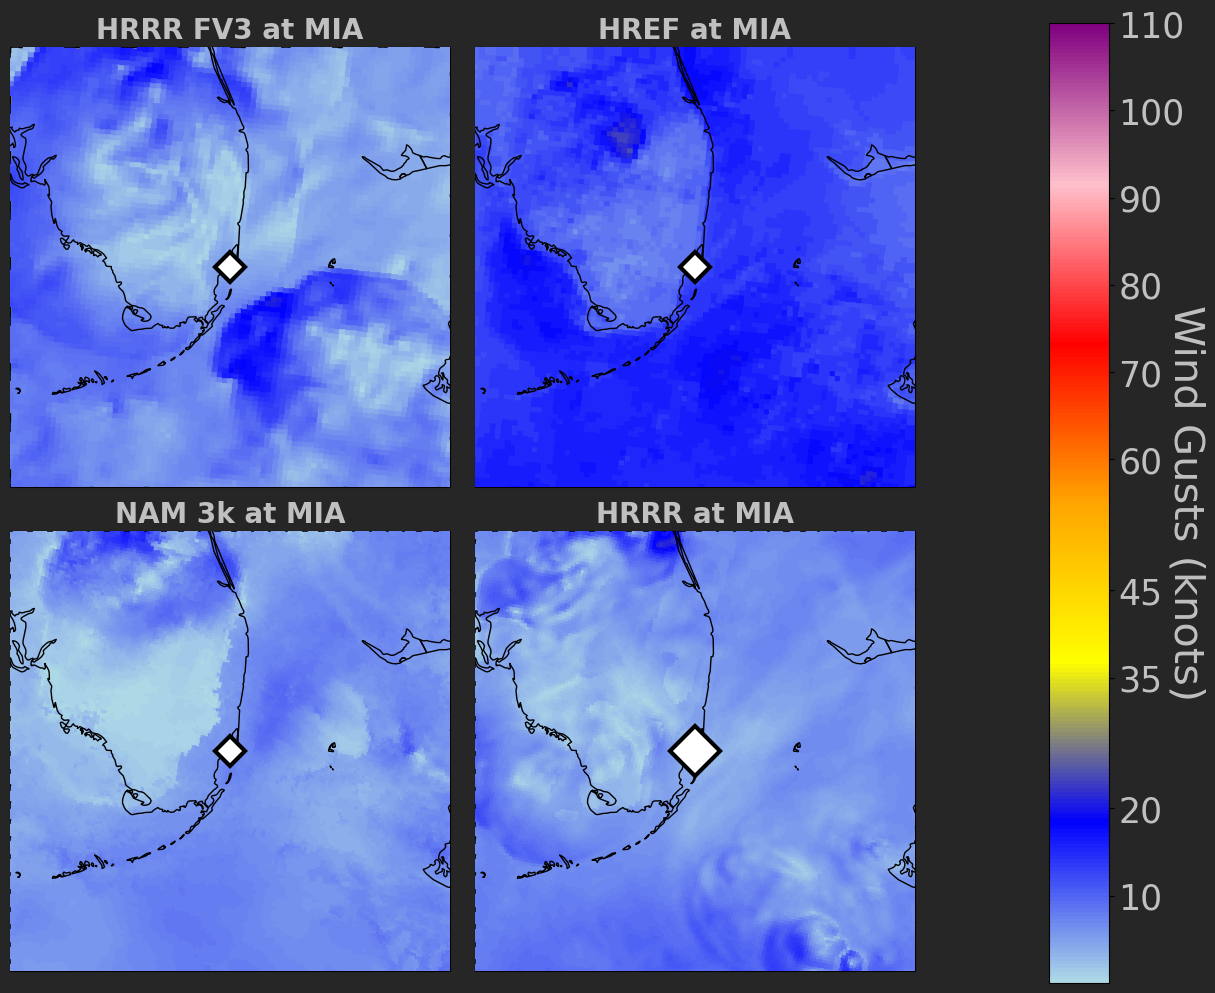 HRRR FV3 at MIA
HREF at MIA
NAM 3k at MIA
HRRR at MIA
110
100
90
80
70
60
45
35
20
10
Wind Gusts (knots)